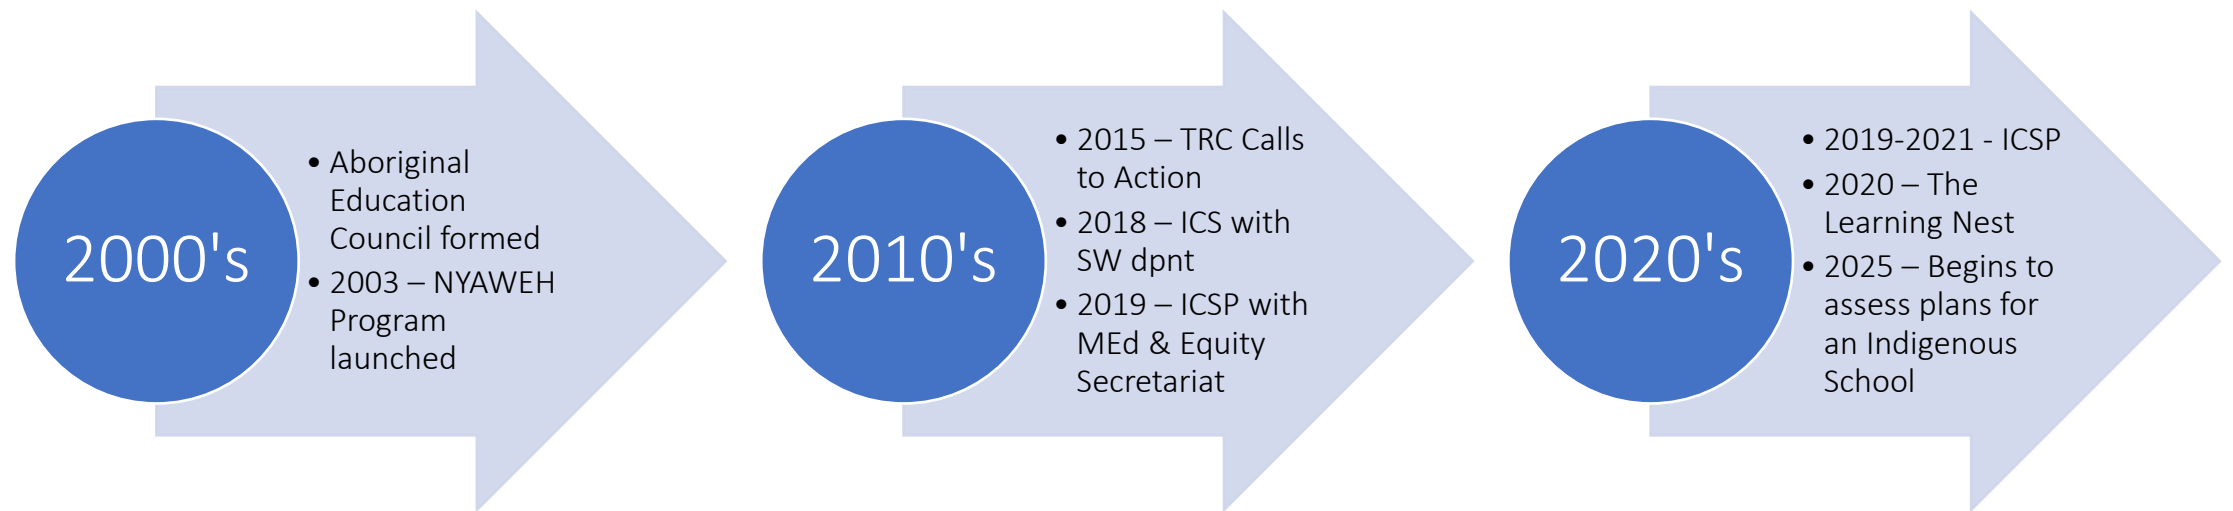 2000's
• Aboriginal
Education
Council formed
• 2003 – NYAWEH
Program
launched
2010's
• 2015 – TRC Calls
to Action
• 2018 – ICS with
SW dpnt
• 2019 – ICSP with
MEd & Equity
Secretariat
2020's
• 2019-2021 - ICSP
• 2020 – The
Learning Nest
• 2025 – Begins to
assess plans for
an Indigenous
School